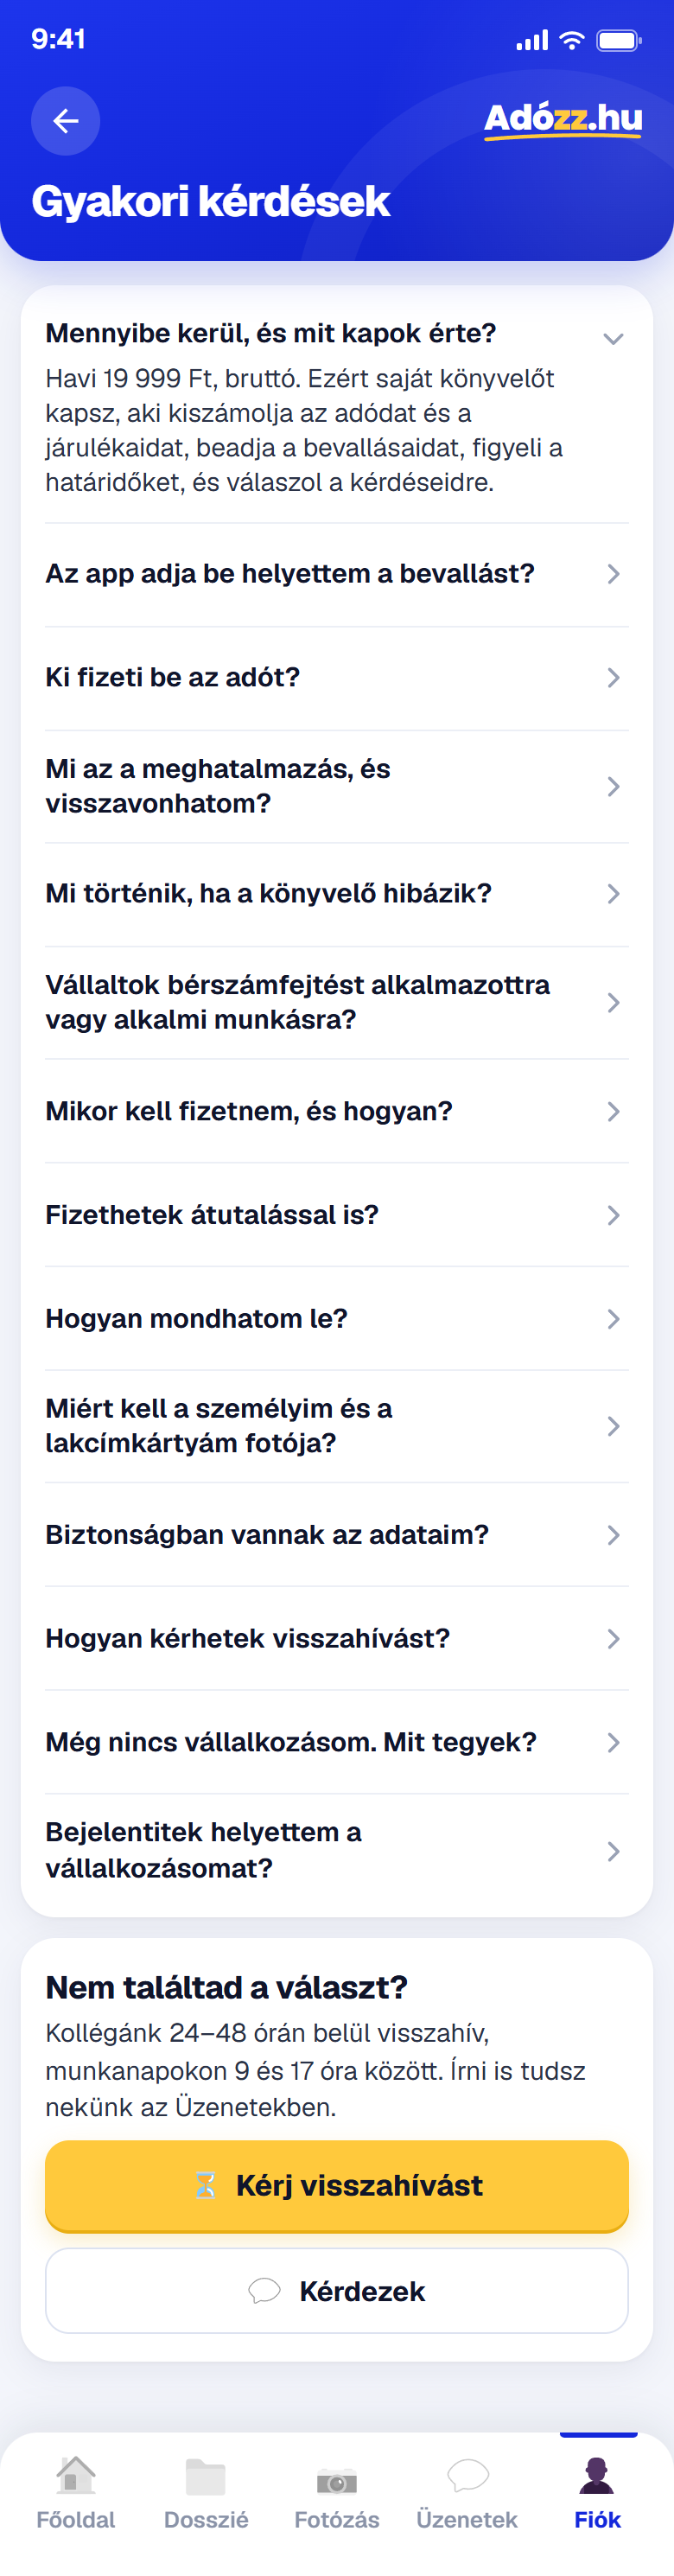 9:41
Adózz.hu
Gyakori kérdések
Mennyibe kerül, és mit kapok érte?
Havi 19 999 Ft, bruttó. Ezért saját könyvelőt
kapsz, aki kiszámolja az adódat és a
járulékaidat, beadja a bevallásaidat, figyeli a
határidőket, és válaszol a kérdéseidre.
Az app adja be helyettem a bevallást?
Ki fizeti be az adót?
Mi az a meghatalmazás, és
visszavonhatom?
Mi történik, ha a könyvelő hibázik?
Vállaltok bérszámfejtést alkalmazottra
vagy alkalmi munkásra?
Mikor kell fizetnem, és hogyan?
Fizethetek átutalással is?
Hogyan mondhatom le?
Miért kell a személyim és a
lakcímkártyám fotója?
Biztonságban vannak az adataim?
Hogyan kérhetek visszahívást?
Még nincs vállalkozásom. Mit tegyek?
Bejelentitek helyettem a
vállalkozásomat?
Nem találtad a választ?
Kollégánk 24–48 órán belül visszahív,
munkanapokon 9 és 17 óra között. Írni is tudsz
nekünk az Üzenetekben.
Kérj visszahívást
Kérdezek
Főoldal
Dosszié
Fotózás
Üzenetek
Fiók